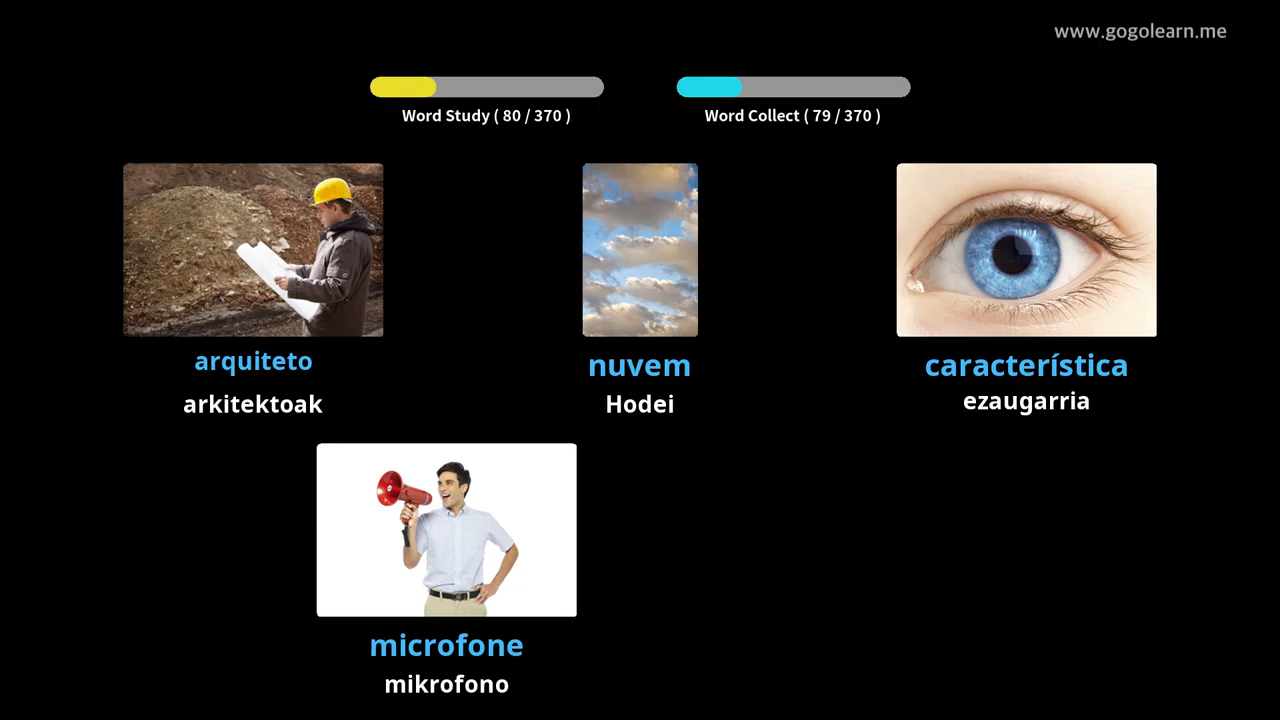 www.gogolearn.me
Word Study ( 80 / 370 )
Word Collect ( 79 / 370 )
arquiteto
arkitektoak
nuvem
Hodei
característica
ezaugarria
microfone
mikrofono